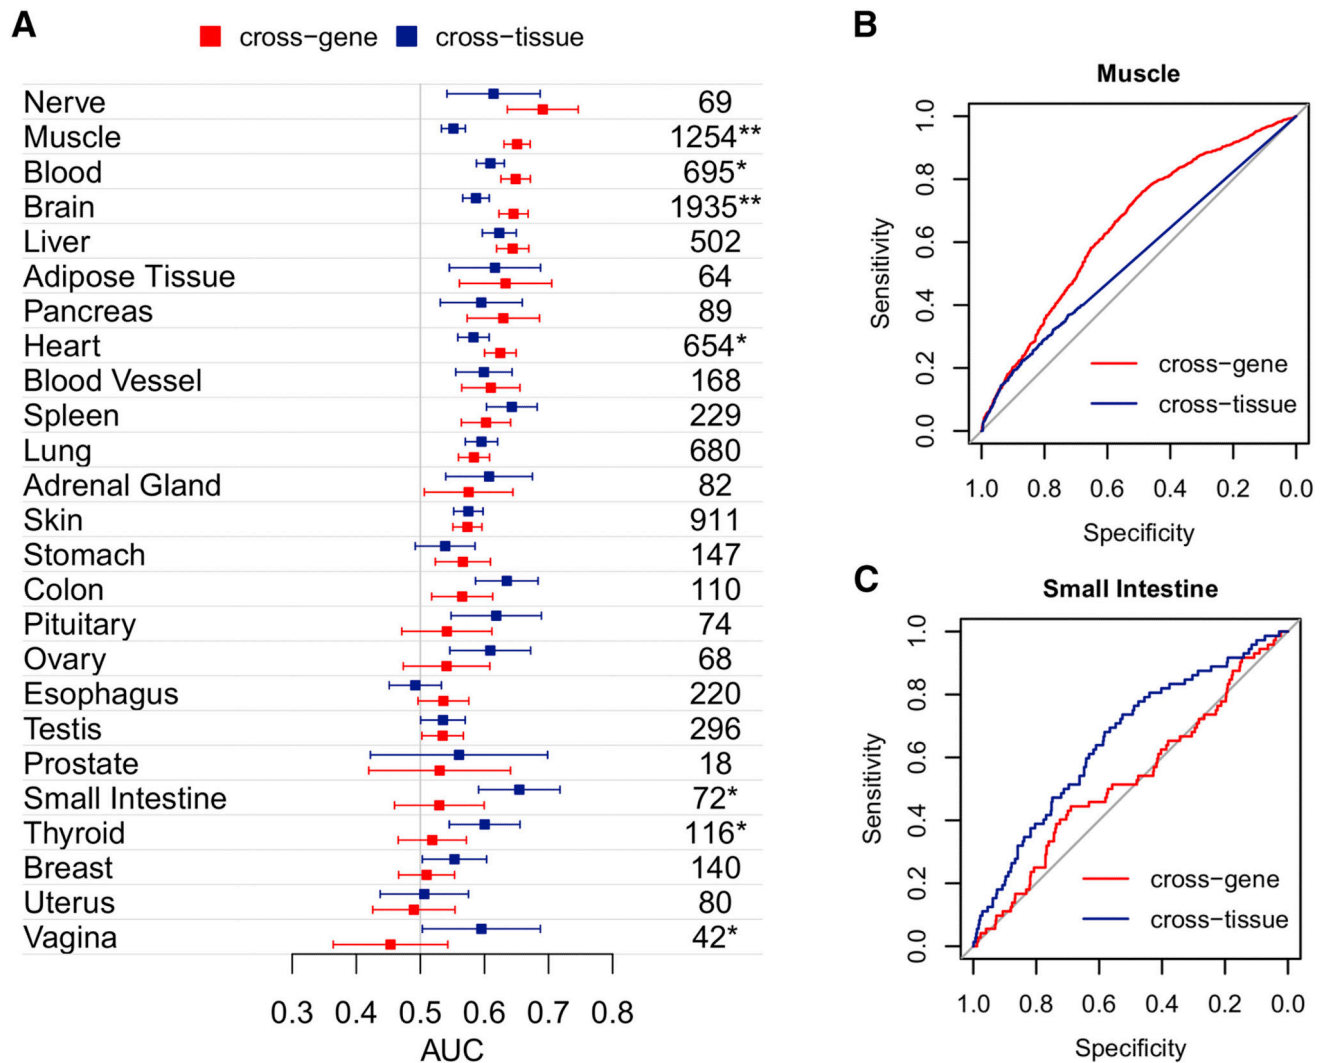 A
cross-gene cross-tissue
Nerve 69
Muscle 1254**
Blood 695*
Brain 1935**
Liver 502
Adipose Tissue 64
Pancreas 89
Heart 654*
Blood Vessel 168
Spleen 229
Lung 680
Adrenal Gland 82
Skin 911
Stomach 147
Colon 110
Pituitary 74
Ovary 68
Esophagus 220
Testis 296
Prostate 18
Small Intestine 72*
Thyroid 116*
Breast 140
Uterus 80
Vagina 42*
0.3 0.4 0.5 0.6 0.7 0.8
AUC
B
Muscle
Sensitivity
1.0
0.8
0.6
0.4
0.2
0.0
cross-gene
cross-tissue
1.0 0.8 0.6 0.4 0.2 0.0
Specificity
C
Small Intestine
Sensitivity
1.0
0.8
0.6
0.4
0.2
0.0
cross-gene
cross-tissue
1.0 0.8 0.6 0.4 0.2 0.0
Specificity